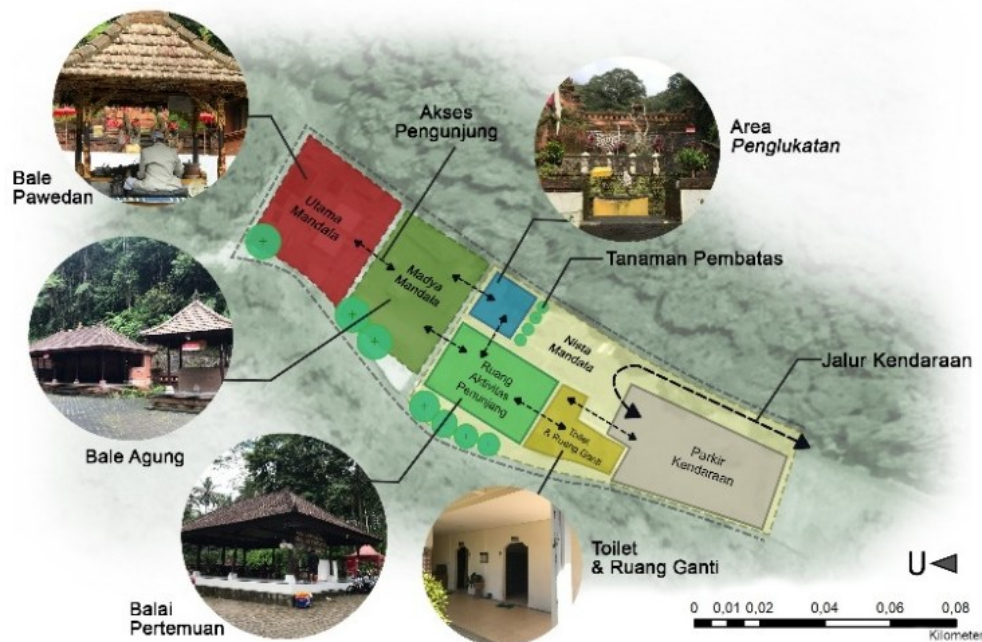 Akses
Pengunjung
Area
Penglukatan
Bale
Pawedan
Utama
Mandala
Madya
Mandala
Tanaman Pembatas
Nista
Mandala
Jalur Kendaraan
Ruang
Aktivitas
Penunjang
Toilet
& Ruang Ganti
Parkir
Kendaraan
Bale Agung
Balai
Pertemuan
Toilet
& Ruang Ganti
U
0 0,01 0,02 0,04 0,06 0,08
Kilometer